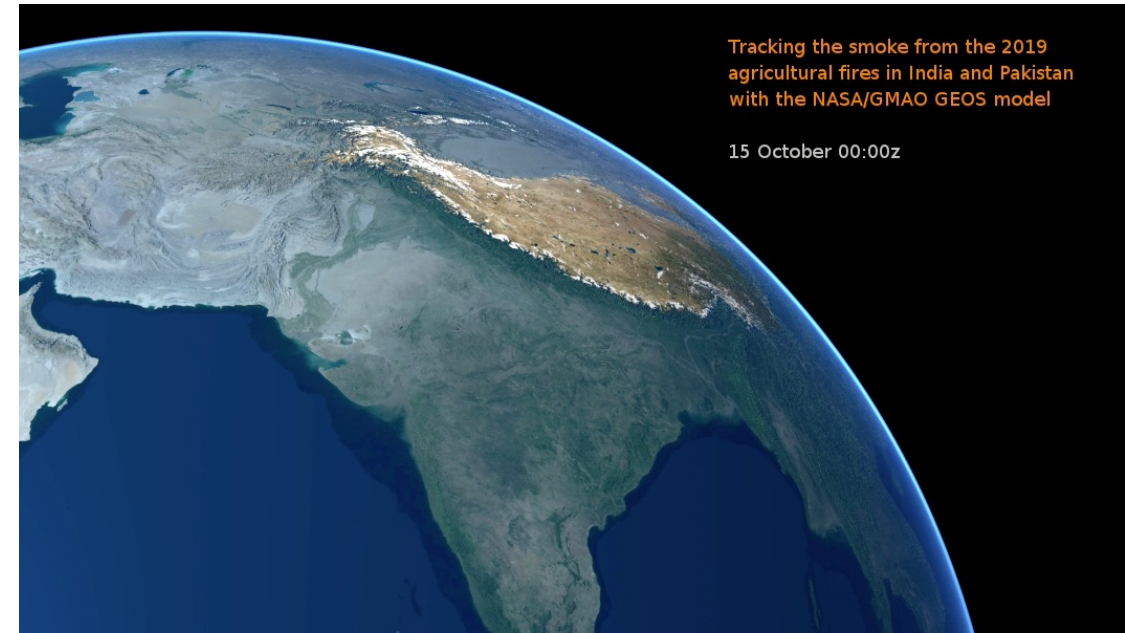 Tracking the smoke from the 2019
agricultural fires in India and Pakistan
with the NASA/GMAO GEOS model
15 October 00:00z